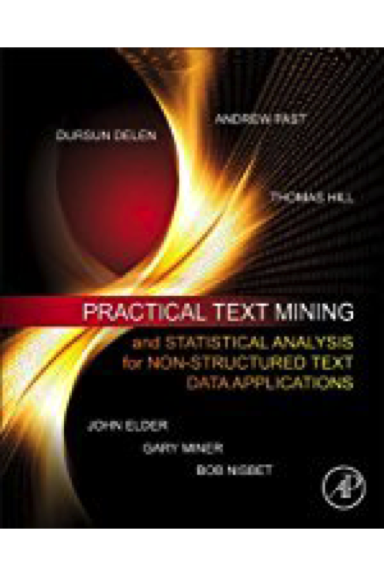 ANDREW FAST
DURSUN DELEN
THOMAS HILL
PRACTICAL TEXT MINING
and STATISTICAL ANALYSIS
for NON-STRUCTURED TEXT
DATA APPLICATIONS
JOHN ELDER
GARY MINER
BOB NISBET
AP